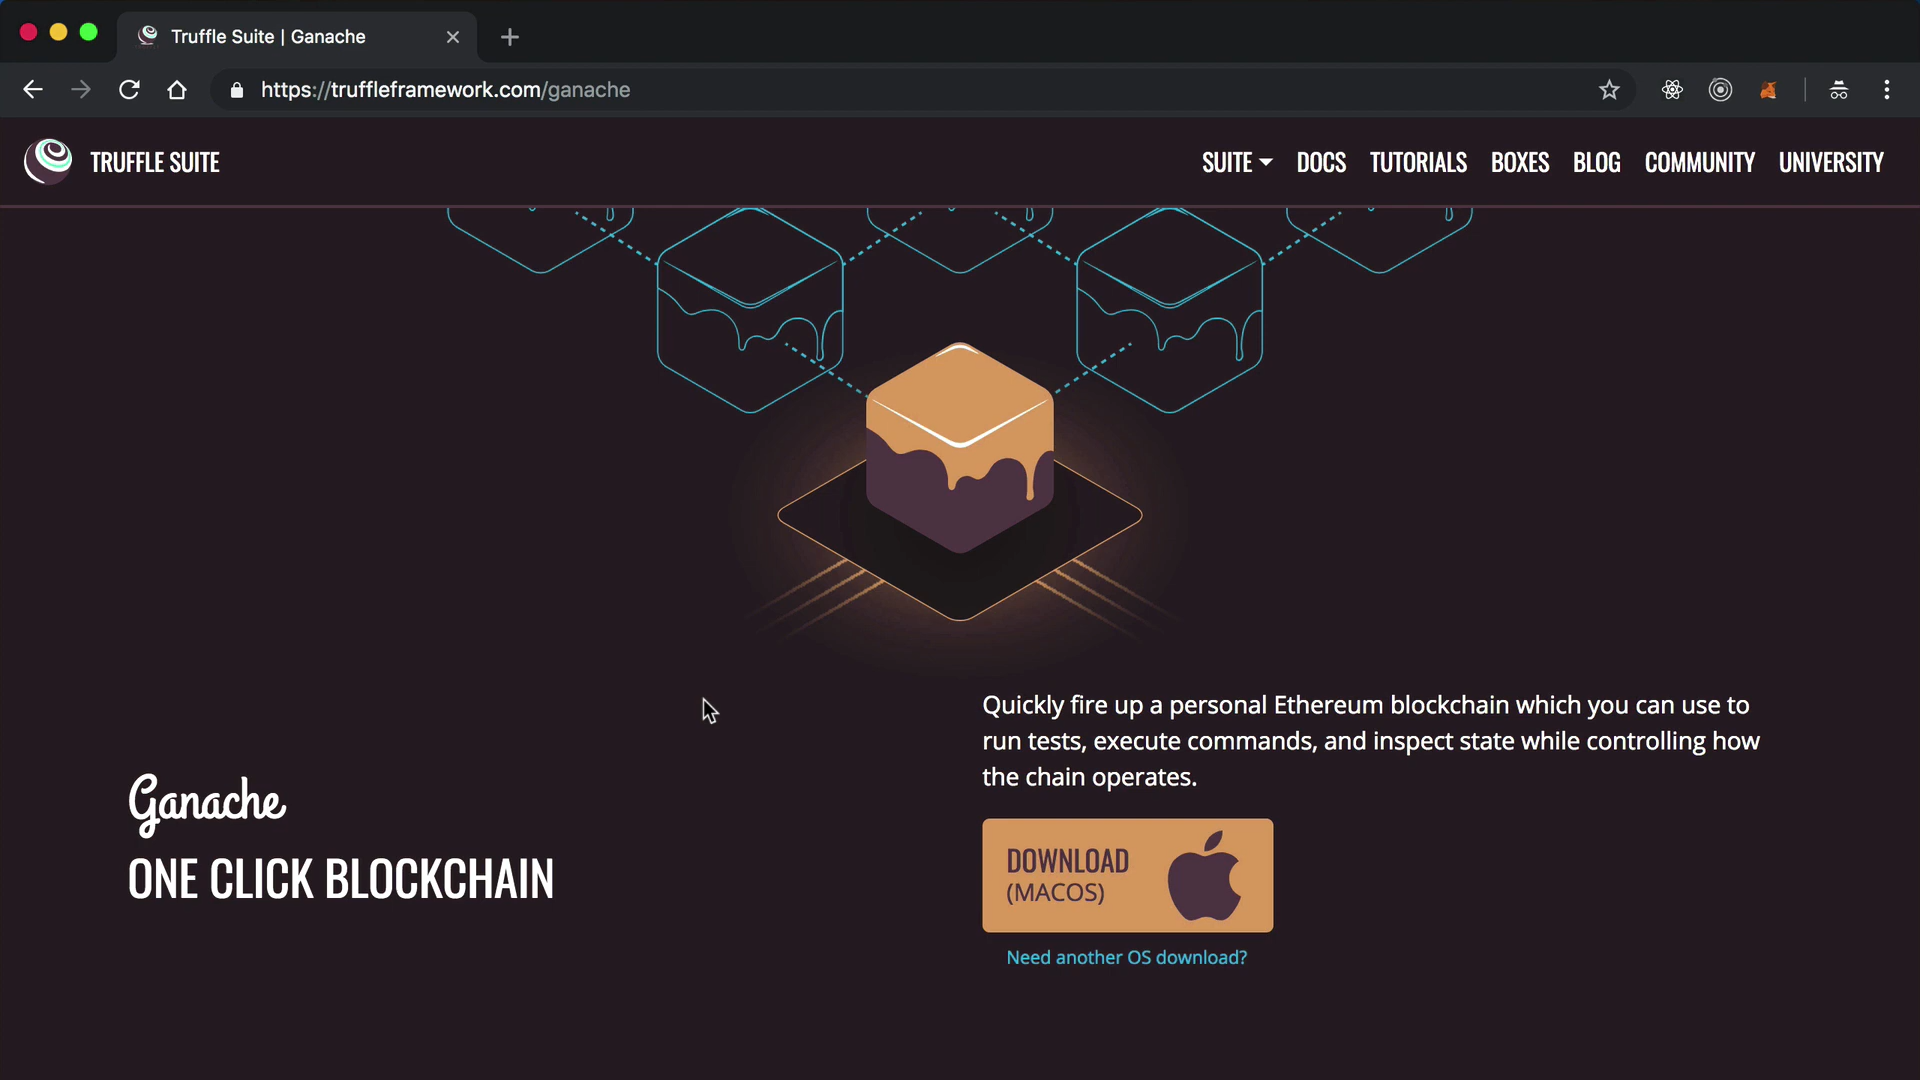 Truffle Suite | Ganache
https://truffleframework.com/ganache
TRUFFLE SUITE
SUITE DOCS TUTORIALS BOXES BLOG COMMUNITY UNIVERSITY
Quickly fire up a personal Ethereum blockchain which you can use to
run tests, execute commands, and inspect state while controlling how
the chain operates.
Ganache
ONE CLICK BLOCKCHAIN
DOWNLOAD
(MACOS)
Need another OS download?